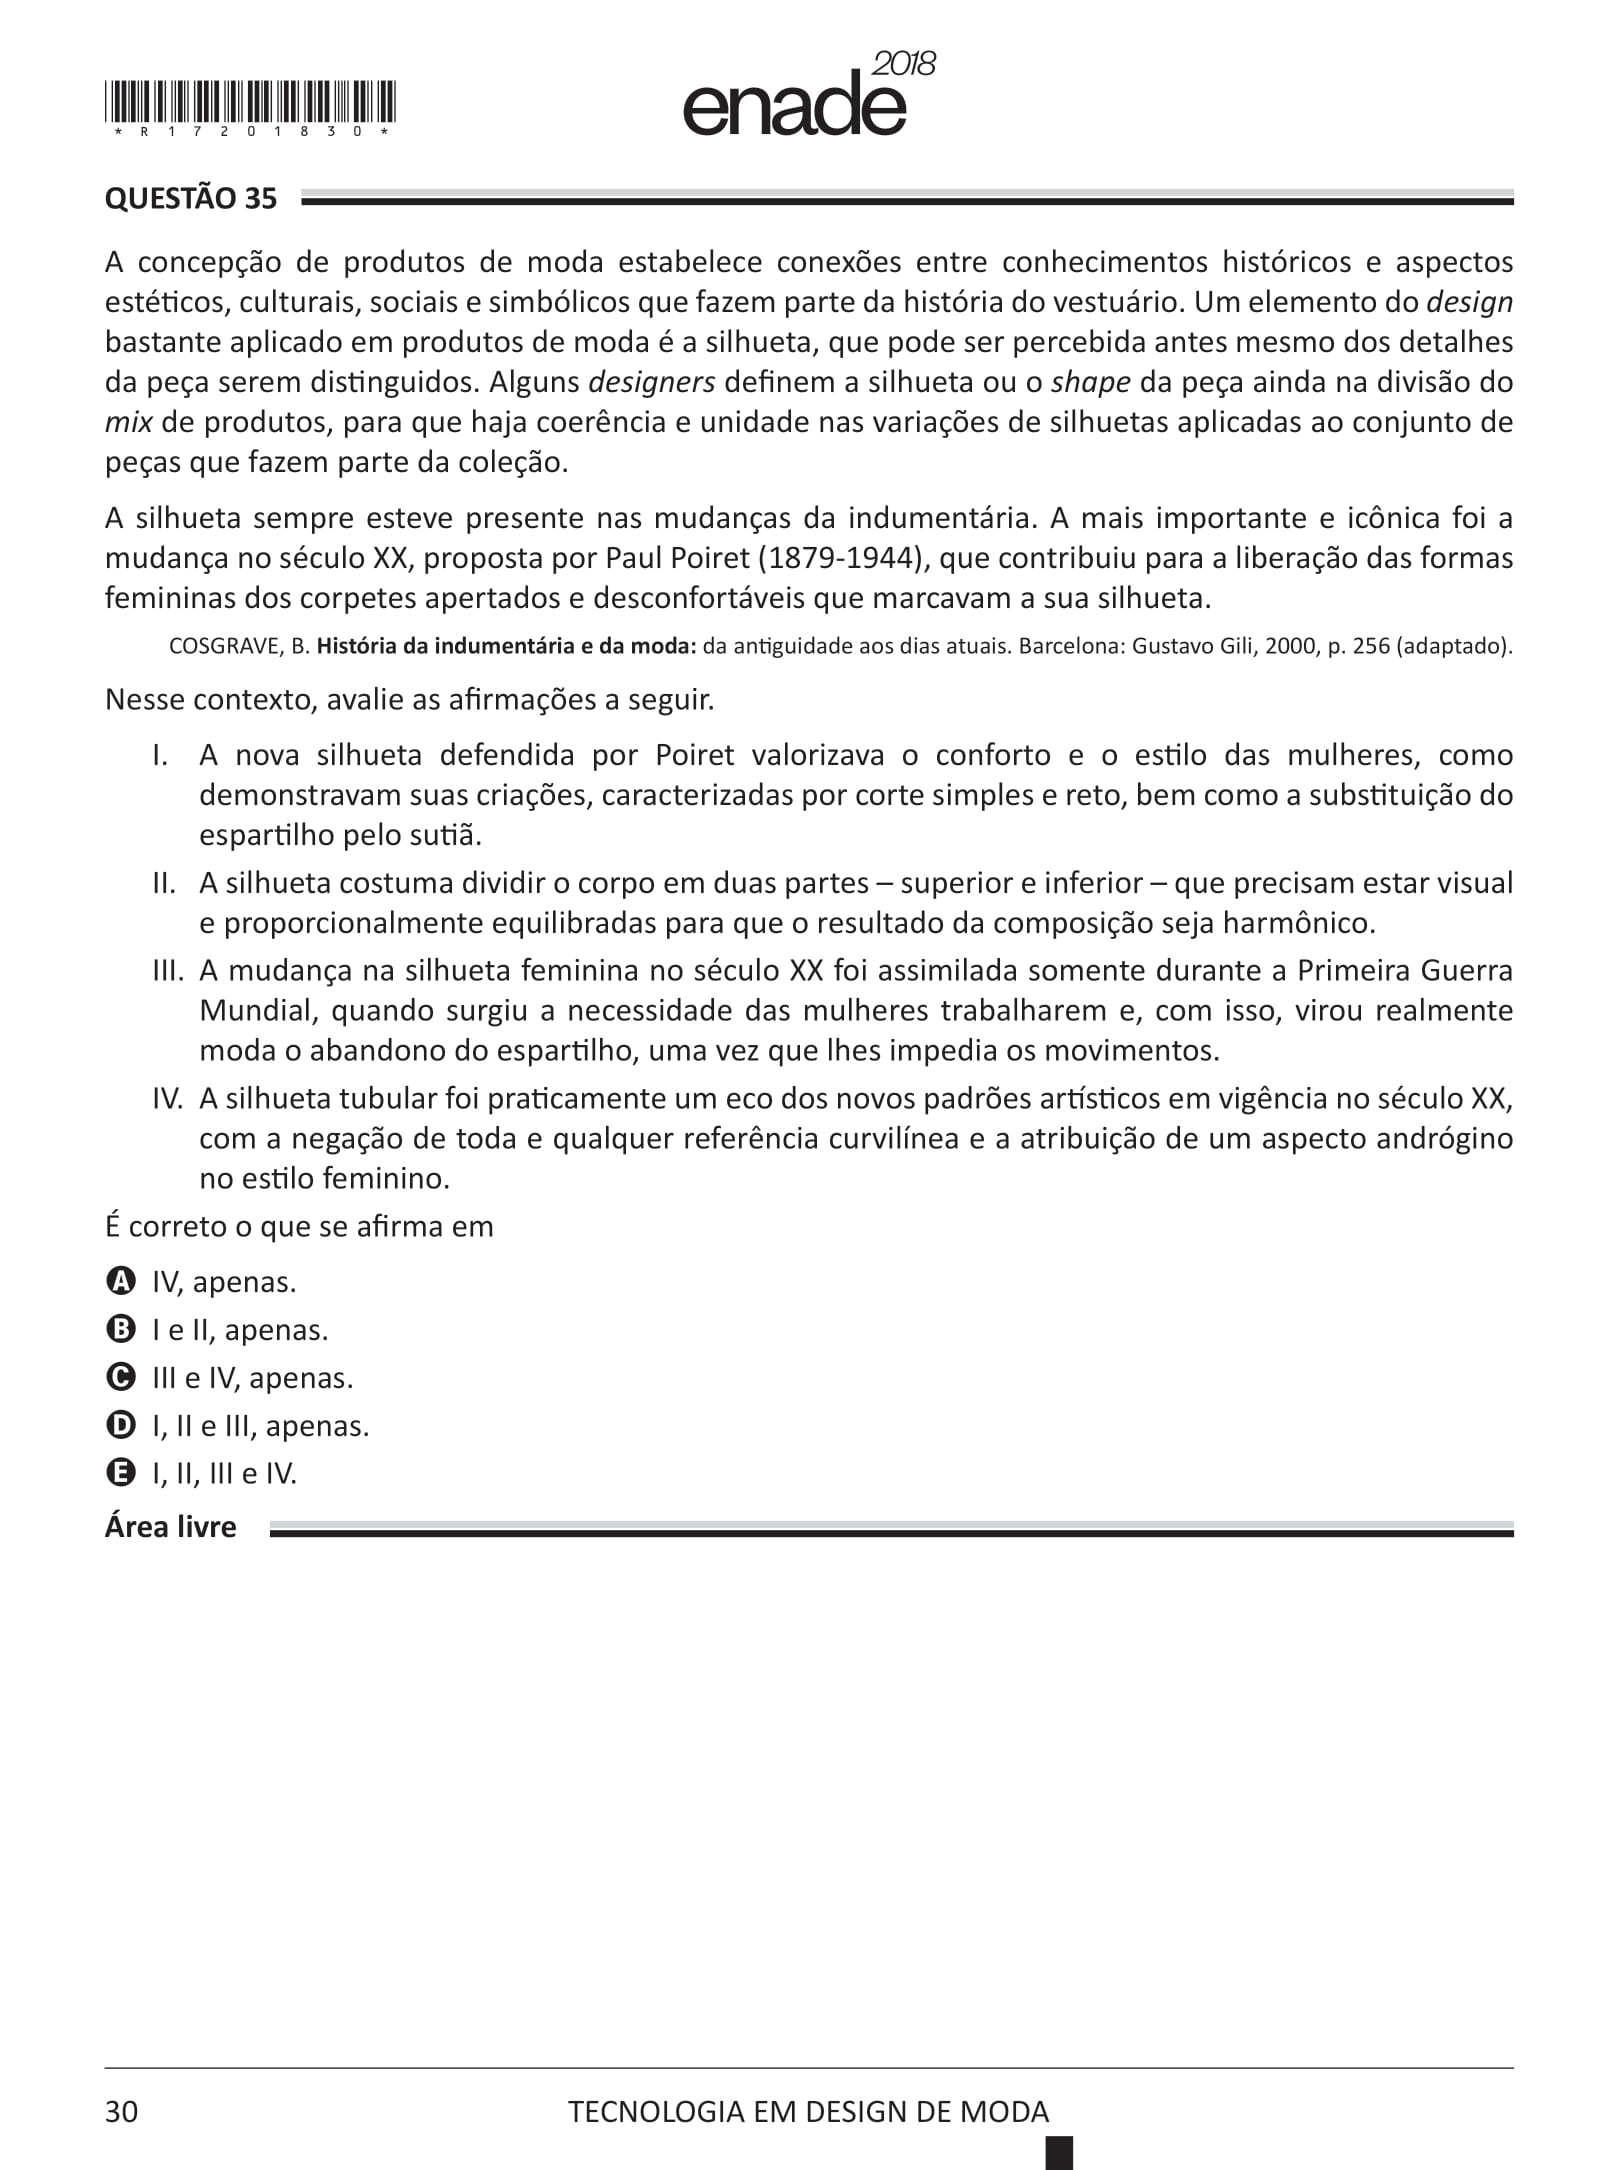 * R 1 7 2 0 1 8 3 0 *
enade 2018
QUESTÃO 35
A concepção de produtos de moda estabelece conexões entre conhecimentos históricos e aspectos
estéticos, culturais, sociais e simbólicos que fazem parte da história do vestuário. Um elemento do design
bastante aplicado em produtos de moda é a silhueta, que pode ser percebida antes mesmo dos detalhes
da peça serem distinguidos. Alguns designers definem a silhueta ou o shape da peça ainda na divisão do
mix de produtos, para que haja coerência e unidade nas variações de silhuetas aplicadas ao conjunto de
peças que fazem parte da coleção.
A silhueta sempre esteve presente nas mudanças da indumentária. A mais importante e icônica foi a
mudança no século XX, proposta por Paul Poiret (1879-1944), que contribuiu para a liberação das formas
femininas dos corpetes apertados e desconfortáveis que marcavam a sua silhueta.
COSGRAVE, B. História da indumentária e da moda: da antiguidade aos dias atuais. Barcelona: Gustavo Gili, 2000, p. 256 (adaptado).
Nesse contexto, avalie as afirmações a seguir.
I. A nova silhueta defendida por Poiret valorizava o conforto e o estilo das mulheres, como
demonstravam suas criações, caracterizadas por corte simples e reto, bem como a substituição do
espartilho pelo sutiã.
II. A silhueta costuma dividir o corpo em duas partes – superior e inferior – que precisam estar visual
e proporcionalmente equilibradas para que o resultado da composição seja harmônico.
III. A mudança na silhueta feminina no século XX foi assimilada somente durante a Primeira Guerra
Mundial, quando surgiu a necessidade das mulheres trabalharem e, com isso, virou realmente
moda o abandono do espartilho, uma vez que lhes impedia os movimentos.
IV. A silhueta tubular foi praticamente um eco dos novos padrões artísticos em vigência no século XX,
com a negação de toda e qualquer referência curvilínea e a atribuição de um aspecto andrógino
no estilo feminino.
É correto o que se afirma em
A IV, apenas.
B I e II, apenas.
C III e IV, apenas.
D I, II e III, apenas.
E I, II, III e IV.
Área livre
30
TECNOLOGIA EM DESIGN DE MODA